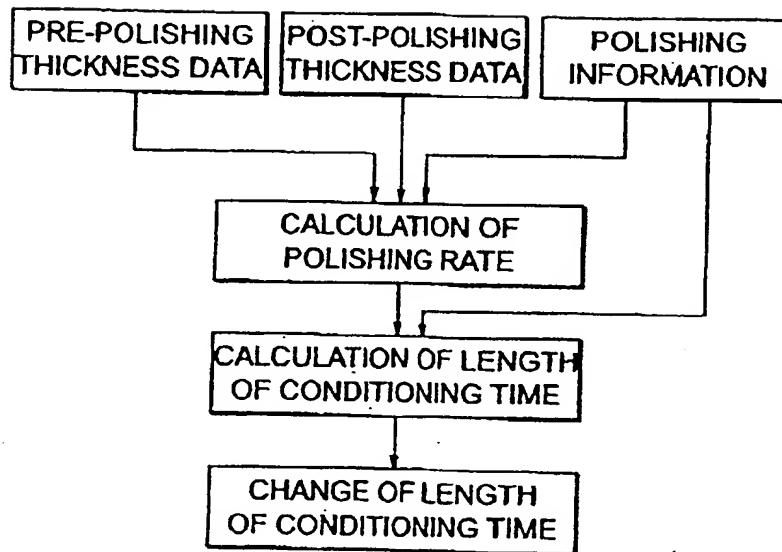 PRE-POLISHING
THICKNESS DATA
POST-POLISHING
THICKNESS DATA
POLISHING
INFORMATION
CALCULATION OF
POLISHING RATE
CALCULATION OF LENGTH
OF CONDITIONING TIME
CHANGE OF LENGTH
OF CONDITIONING TIME